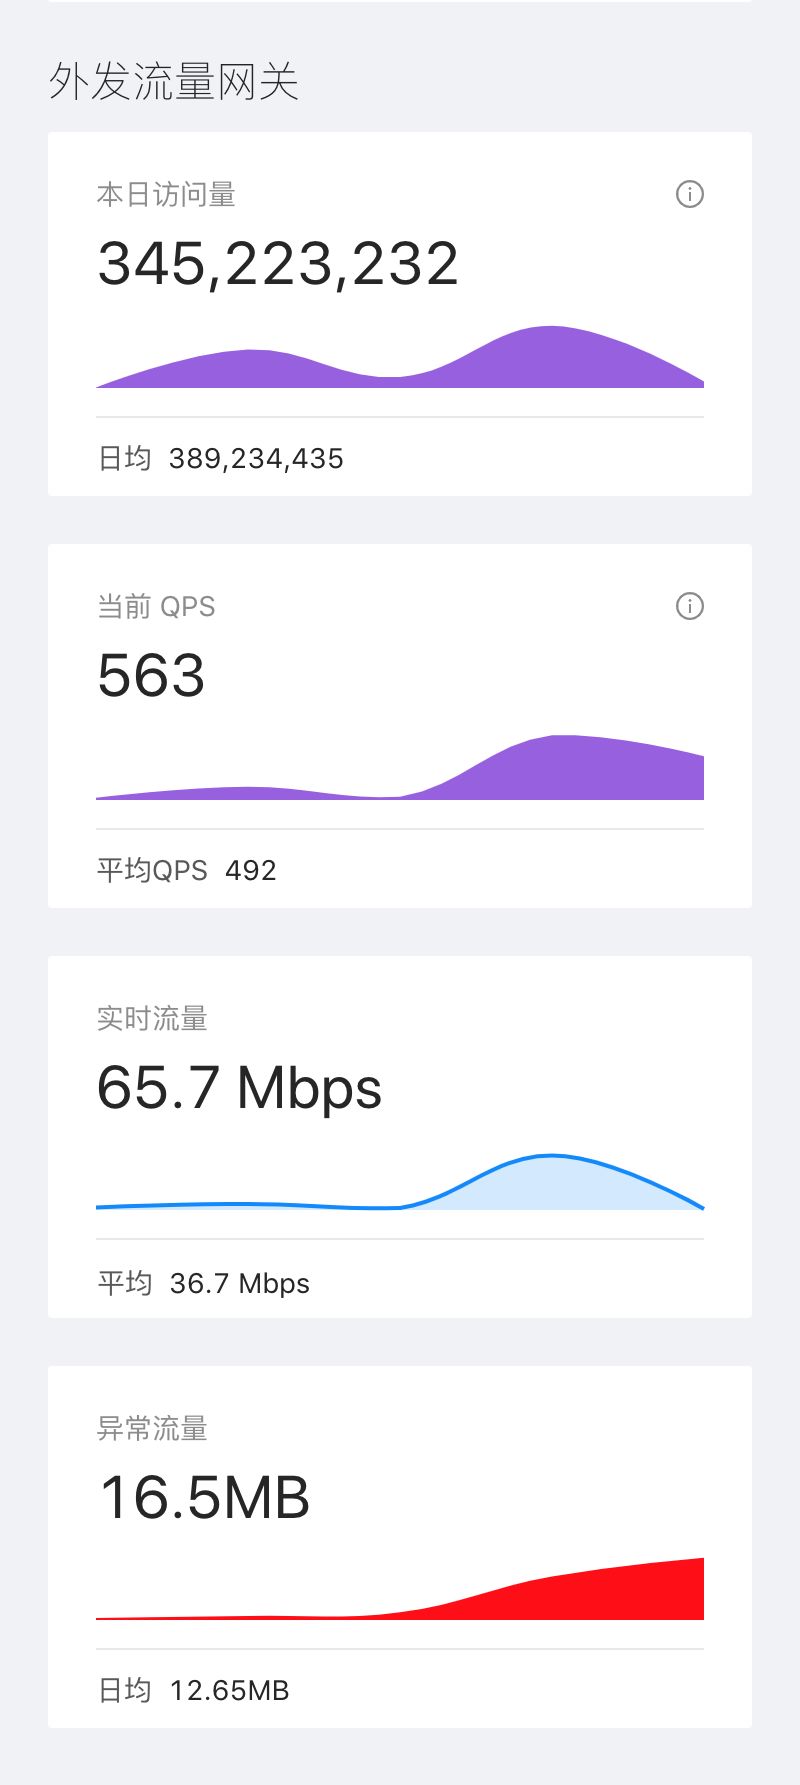 外发流量网关
本日访问量
345,223,232
日均 389,234,435
当前 QPS
563
平均QPS 492
实时流量
65.7 Mbps
平均 36.7 Mbps
异常流量
16.5MB
日均 12.65MB